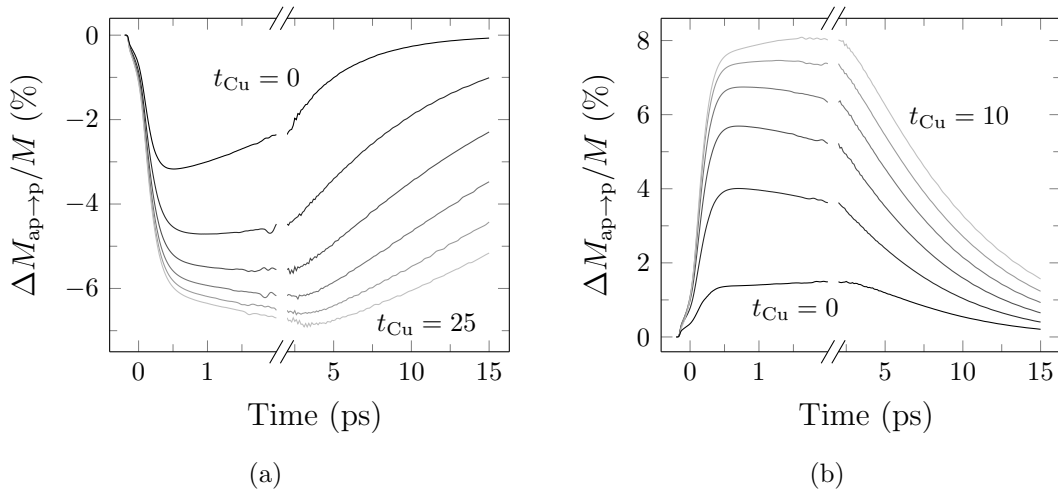 0
−2
−4
−6
ΔM_ap→p/M (%)
t_Cu = 0
t_Cu = 25
0 1 5 10 15
Time (ps)
(a)
8
6
4
2
0
ΔM_ap→p/M (%)
t_Cu = 10
t_Cu = 0
0 1 5 10 15
Time (ps)
(b)